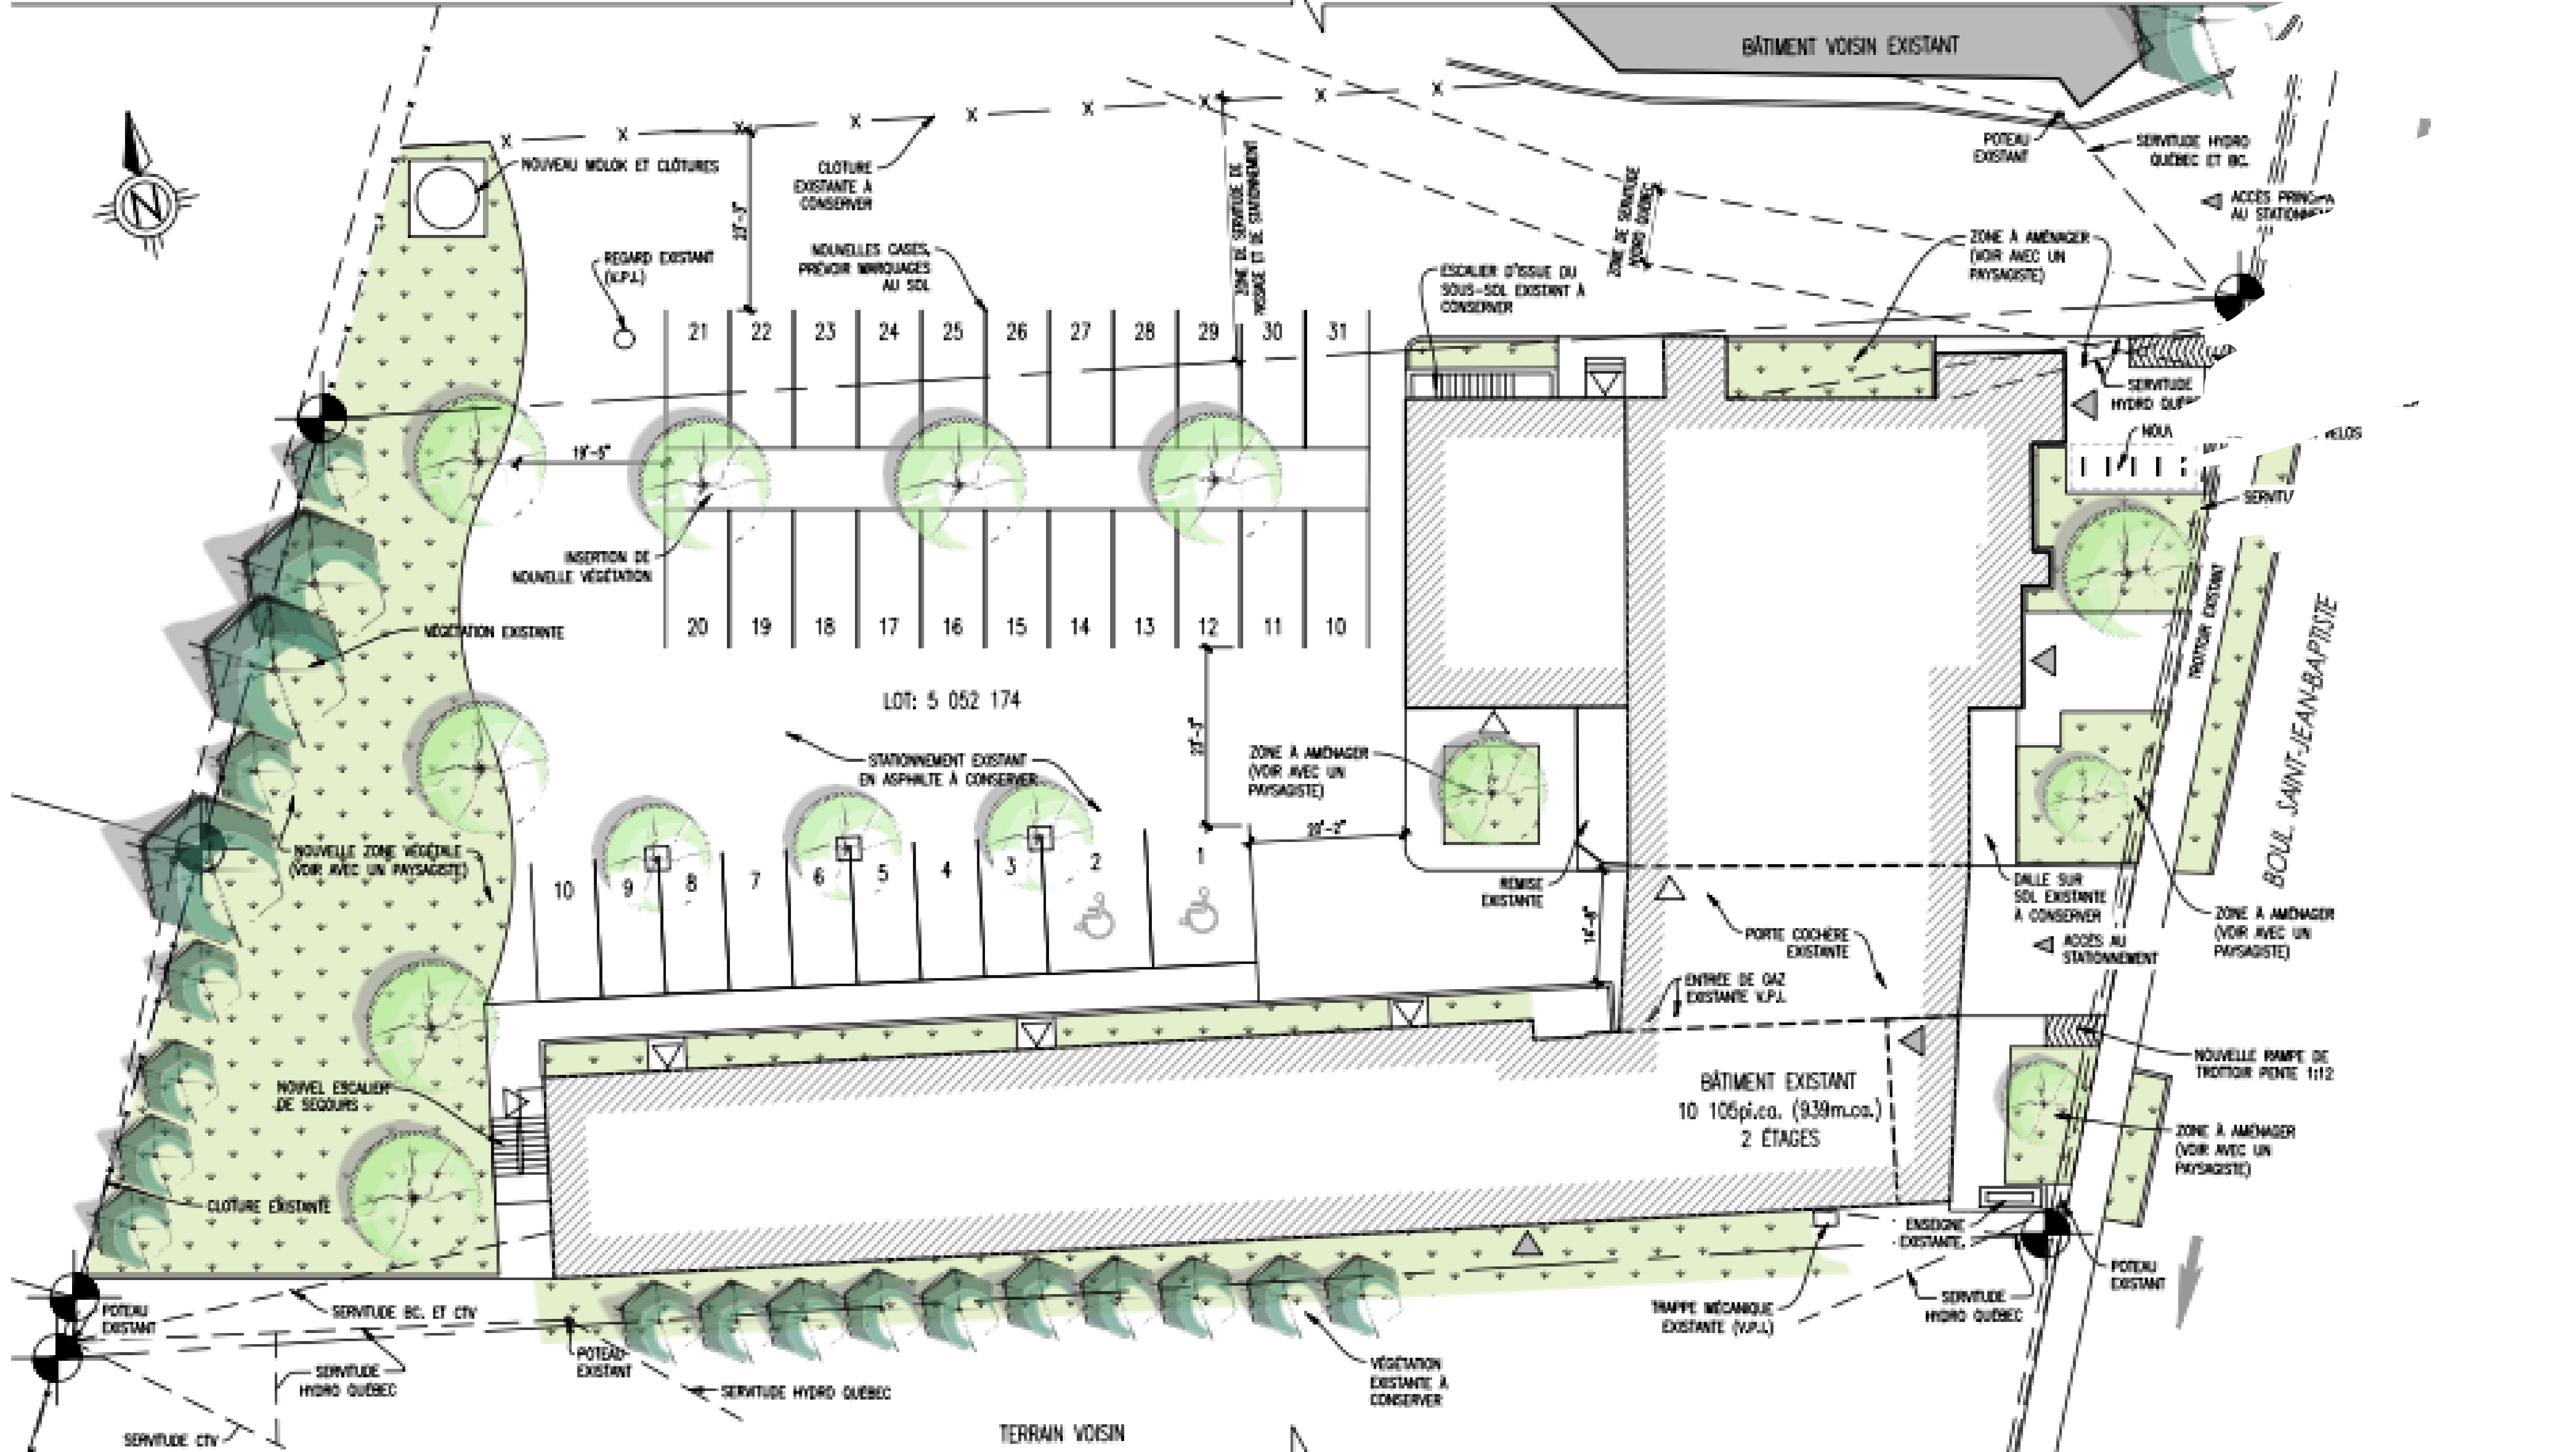 BÂTIMENT VOISIN EXISTANT
NOUVEAU MOLOK ET CLÔTURES
CLÔTURE
EXISTANTE À
CONSERVER
ZONE DE SERVITUDE DE
PASSAGE ET DE STATIONNEMENT
ZONE DE SERVITUDE
HYDRO QUÉBEC
POTEAU
EXISTANT
SERVITUDE HYDRO
QUÉBEC ET BC.
AU
N
REGARD EXISTANT
(V.P.I.)
NOUVELLES CASES,
PRÉVOIR MARQUAGES
AU SOL
ESCALIER D'ISSUE DU
SOUS-SOL EXISTANT À
CONSERVER
ZONE À AMÉNAGER
(VOIR AVEC UN
PAYSAGISTE)
21 22 23 24 25 26 27 28 29 30 31
SERVITUDE
HYDRO
19'-5"
INSERTION DE
NOUVELLE VÉGÉTATION
20 19 18 17 16 15 14 13 12 11 10
VÉGÉTATION EXISTANTE
TROTTOIR EXISTANT
BOUL. SAINT-JEAN-BAPTISTE
LOT: 5 052 174
STATIONNEMENT EXISTANT
EN ASPHALTE À CONSERVER
ZONE À AMÉNAGER
(VOIR AVEC UN
PAYSAGISTE)
20'-2"
NOUVELLE ZONE VÉGÉTALE
(VOIR AVEC UN PAYSAGISTE)
10 9 8 7 6 5 4 3 2 1
REMISE
EXISTANTE
DALLE SUR
SOL EXISTANTE
À CONSERVER
ZONE À AMÉNAGER
(VOIR AVEC UN
PAYSAGISTE)
ACCÈS AU
STATIONNEMENT
PORTE COCHÈRE
EXISTANTE
ENTRÉE DE GAZ
EXISTANTE V.P.I.
NOUVELLE RAMPE DE
TROTTOIR PENTE 1:12
BÂTIMENT EXISTANT
10 105pi.ca. (939m.ca.)
2 ÉTAGES
NOUVEL ESCALIER
DE SECOURS
ZONE À AMÉNAGER
(VOIR AVEC UN
PAYSAGISTE)
CLOTURE EXISTANTE
ENSEIGNE
EXISTANTE
POTEAU
EXISTANT
POTEAU
EXISTANT
SERVITUDE BC. ET CTV
SERVITUDE
HYDRO QUÉBEC
TRAPPE MÉCANIQUE
EXISTANTE (V.P.I.)
POTEAU
EXISTANT
SERVITUDE
HYDRO QUÉBEC
SERVITUDE HYDRO QUÉBEC
VÉGÉTATION
EXISTANTE À
CONSERVER
SERVITUDE CTV
TERRAIN VOISIN